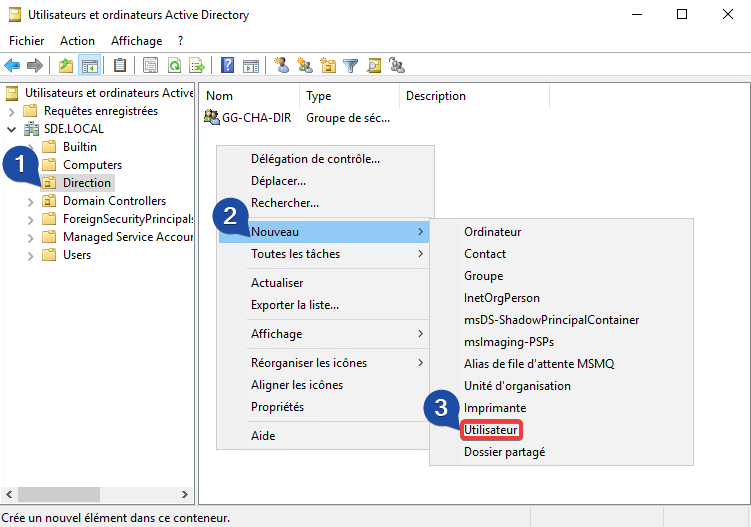 Utilisateurs et ordinateurs Active Directory
Fichier Action Affichage ?
Utilisateurs et ordinateurs Active
Requêtes enregistrées
SDE.LOCAL
Builtin
Computers
Direction
Domain Controllers
ForeignSecurityPrincipals
Managed Service Accour
Users
1
Nom Type Description
GG-CHA-DIR Groupe de séc...
Délégation de contrôle...
Déplacer...
Rechercher...
2
Nouveau
Toutes les tâches
Actualiser
Exporter la liste...
Affichage
Réorganiser les icônes
Aligner les icônes
Propriétés
Aide
Ordinateur
Contact
Groupe
InetOrgPerson
msDS-ShadowPrincipalContainer
msImaging-PSPs
Alias de file d'attente MSMQ
Unité d'organisation
Imprimante
3
Utilisateur
Dossier partagé
Crée un nouvel élément dans ce conteneur.